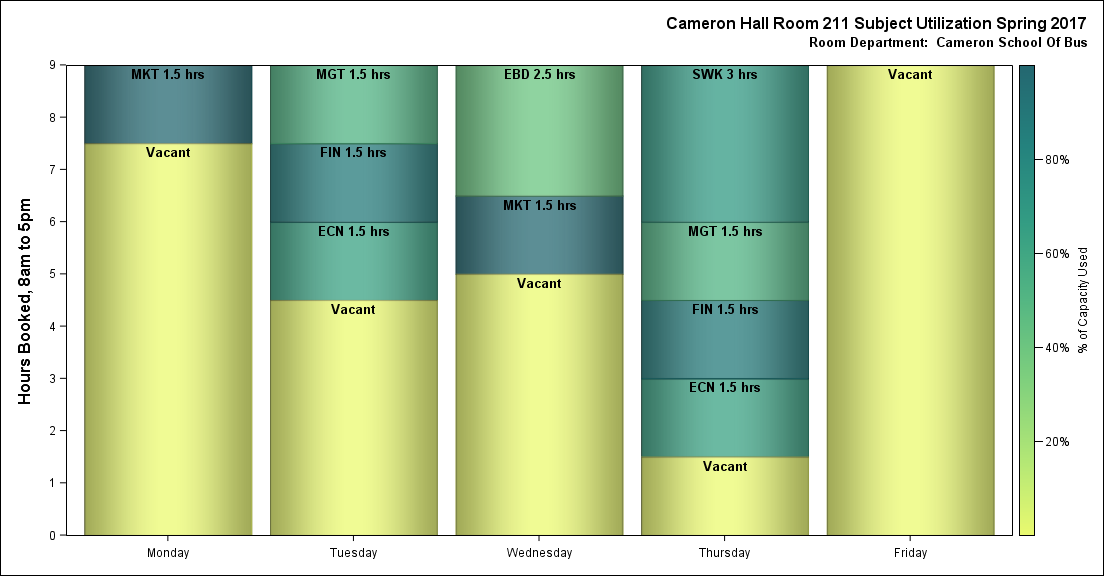 Cameron Hall Room 211 Subject Utilization Spring 2017
Room Department:  Cameron School Of Bus
Hours Booked, 8am to 5pm
9
8
7
6
5
4
3
2
1
0
MKT 1.5 hrs
Vacant
MGT 1.5 hrs
FIN 1.5 hrs
ECN 1.5 hrs
Vacant
EBD 2.5 hrs
MKT 1.5 hrs
Vacant
SWK 3 hrs
MGT 1.5 hrs
FIN 1.5 hrs
ECN 1.5 hrs
Vacant
Vacant
Monday
Tuesday
Wednesday
Thursday
Friday
80%
60%
40%
20%
% of Capacity Used